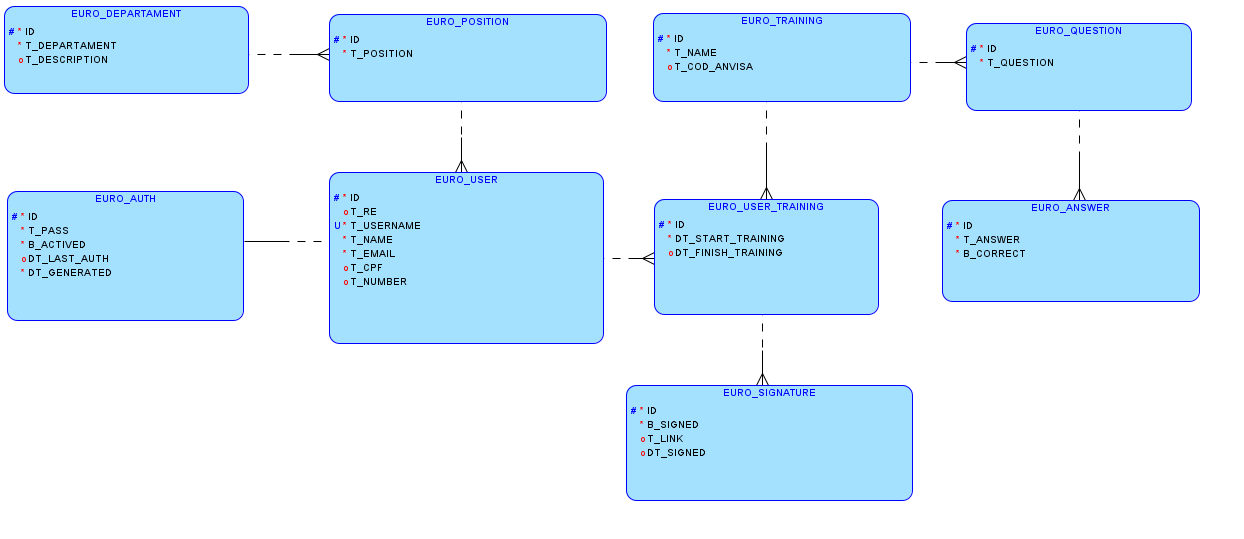 EURO_DEPARTAMENT
# * ID
* T_DEPARTAMENT
o T_DESCRIPTION
EURO_POSITION
# * ID
* T_POSITION
EURO_TRAINING
# * ID
* T_NAME
o T_COD_ANVISA
EURO_QUESTION
# * ID
* T_QUESTION
EURO_AUTH
# * ID
* T_PASS
* B_ACTIVED
o DT_LAST_AUTH
* DT_GENERATED
EURO_USER
# * ID
o T_RE
U * T_USERNAME
* T_NAME
* T_EMAIL
o T_CPF
o T_NUMBER
EURO_USER_TRAINING
# * ID
* DT_START_TRAINING
o DT_FINISH_TRAINING
EURO_ANSWER
# * ID
* T_ANSWER
* B_CORRECT
EURO_SIGNATURE
# * ID
* B_SIGNED
o T_LINK
o DT_SIGNED